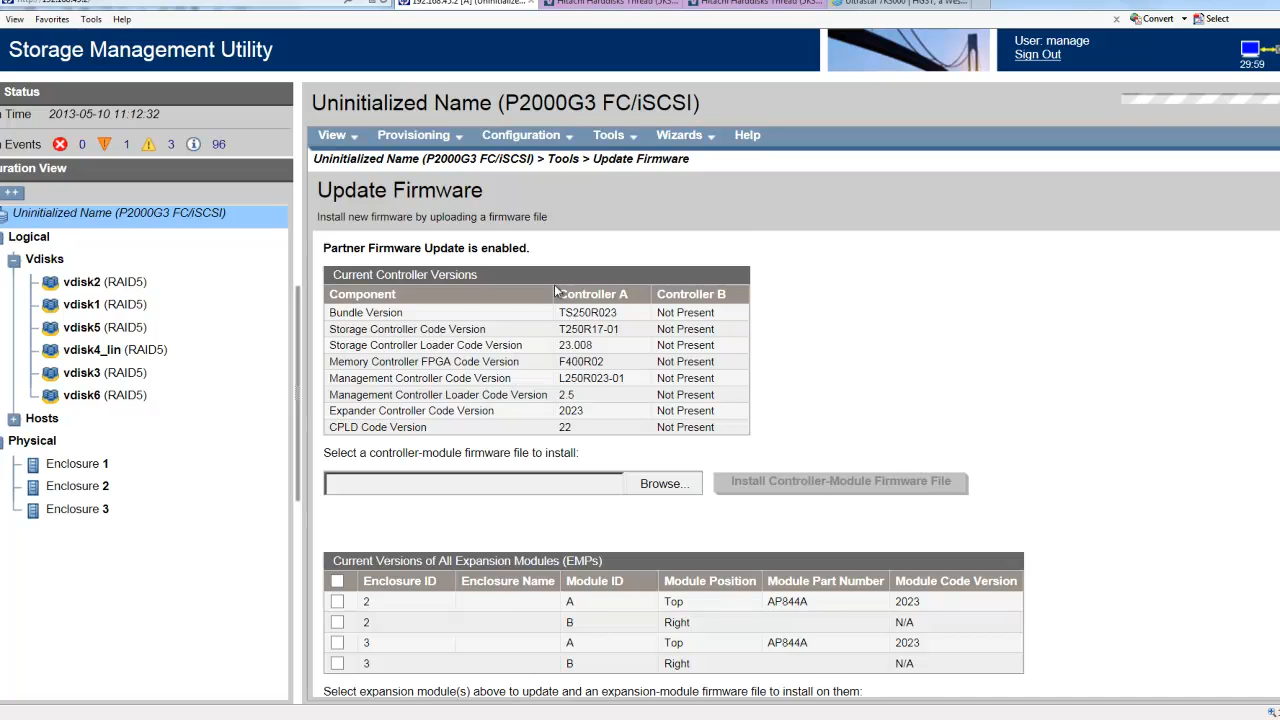 View Favorites Tools Help
Convert Select
Storage Management Utility
User: manage
Sign Out
29:59
Status
Time 2013-05-10 11:12:32
Events 0 1 3 96
uration View
Uninitialized Name (P2000G3 FC/iSCSI)
Logical
Vdisks
vdisk2 (RAID5)
vdisk1 (RAID5)
vdisk5 (RAID5)
vdisk4_lin (RAID5)
vdisk3 (RAID5)
vdisk6 (RAID5)
Hosts
Physical
Enclosure 1
Enclosure 2
Enclosure 3
Uninitialized Name (P2000G3 FC/iSCSI)
View Provisioning Configuration Tools Wizards Help
Uninitialized Name (P2000G3 FC/iSCSI) > Tools > Update Firmware
Update Firmware
Install new firmware by uploading a firmware file
Partner Firmware Update is enabled.
Current Controller Versions
Component Controller A Controller B
Bundle Version TS250R023 Not Present
Storage Controller Code Version T250R17-01 Not Present
Storage Controller Loader Code Version 23.008 Not Present
Memory Controller FPGA Code Version F400R02 Not Present
Management Controller Code Version L250R023-01 Not Present
Management Controller Loader Code Version 2.5 Not Present
Expander Controller Code Version 2023 Not Present
CPLD Code Version 22 Not Present
Select a controller-module firmware file to install:
Browse... Install Controller-Module Firmware File
Current Versions of All Expansion Modules (EMPs)
Enclosure ID Enclosure Name Module ID Module Position Module Part Number Module Code Version
2 A Top AP844A 2023
2 B Right N/A
3 A Top AP844A 2023
3 B Right N/A
Select expansion module(s) above to update and an expansion-module firmware file to install on them: